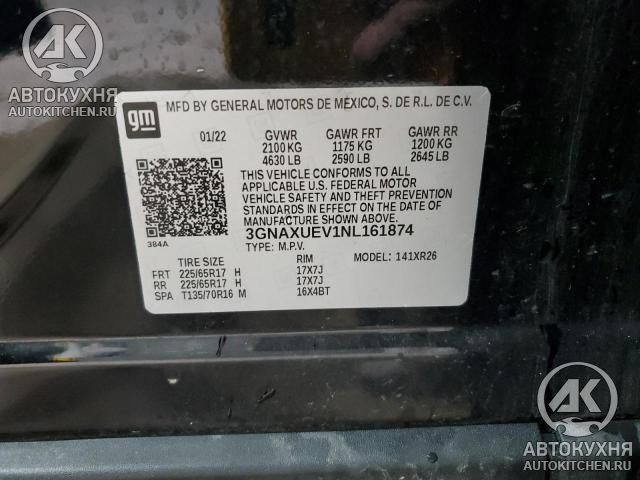 AK
АВТОКУХНЯ
AUTOKITCHEN.RU
gm
MFD BY GENERAL MOTORS DE MÉXICO, S. DE R.L. DE C.V.
01/22 GVWR GAWR FRT GAWR RR
2100 KG 1175 KG 1200 KG
4630 LB 2590 LB 2645 LB
THIS VEHICLE CONFORMS TO ALL
APPLICABLE U.S. FEDERAL MOTOR
VEHICLE SAFETY AND THEFT PREVENTION
STANDARDS IN EFFECT ON THE DATE OF
MANUFACTURE SHOWN ABOVE.
3GNAXUEV1NL161874
384A
TYPE: M.P.V.
TIRE SIZE RIM MODEL: 141XR26
FRT 225/65R17 H 17X7J
RR 225/65R17 H 17X7J
SPA T135/70R16 M 16X4BT
AK
АВТОКУХНЯ
AUTOKITCHEN.RU